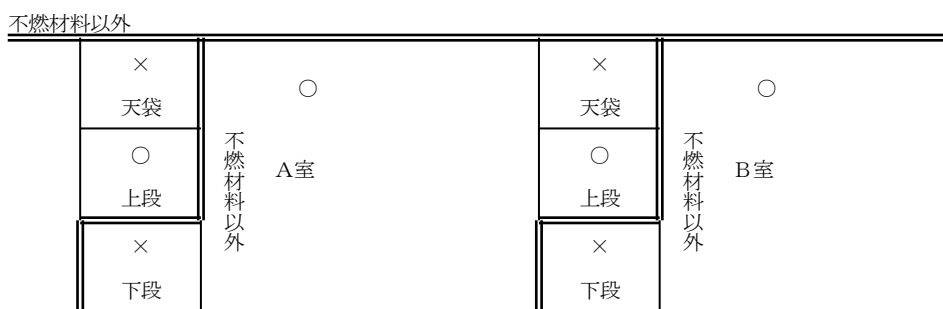 不燃材料以外
×
天袋
○
上段
×
下段
不燃材料以外
○
A室
×
天袋
○
上段
×
下段
不燃材料以外
○
B室